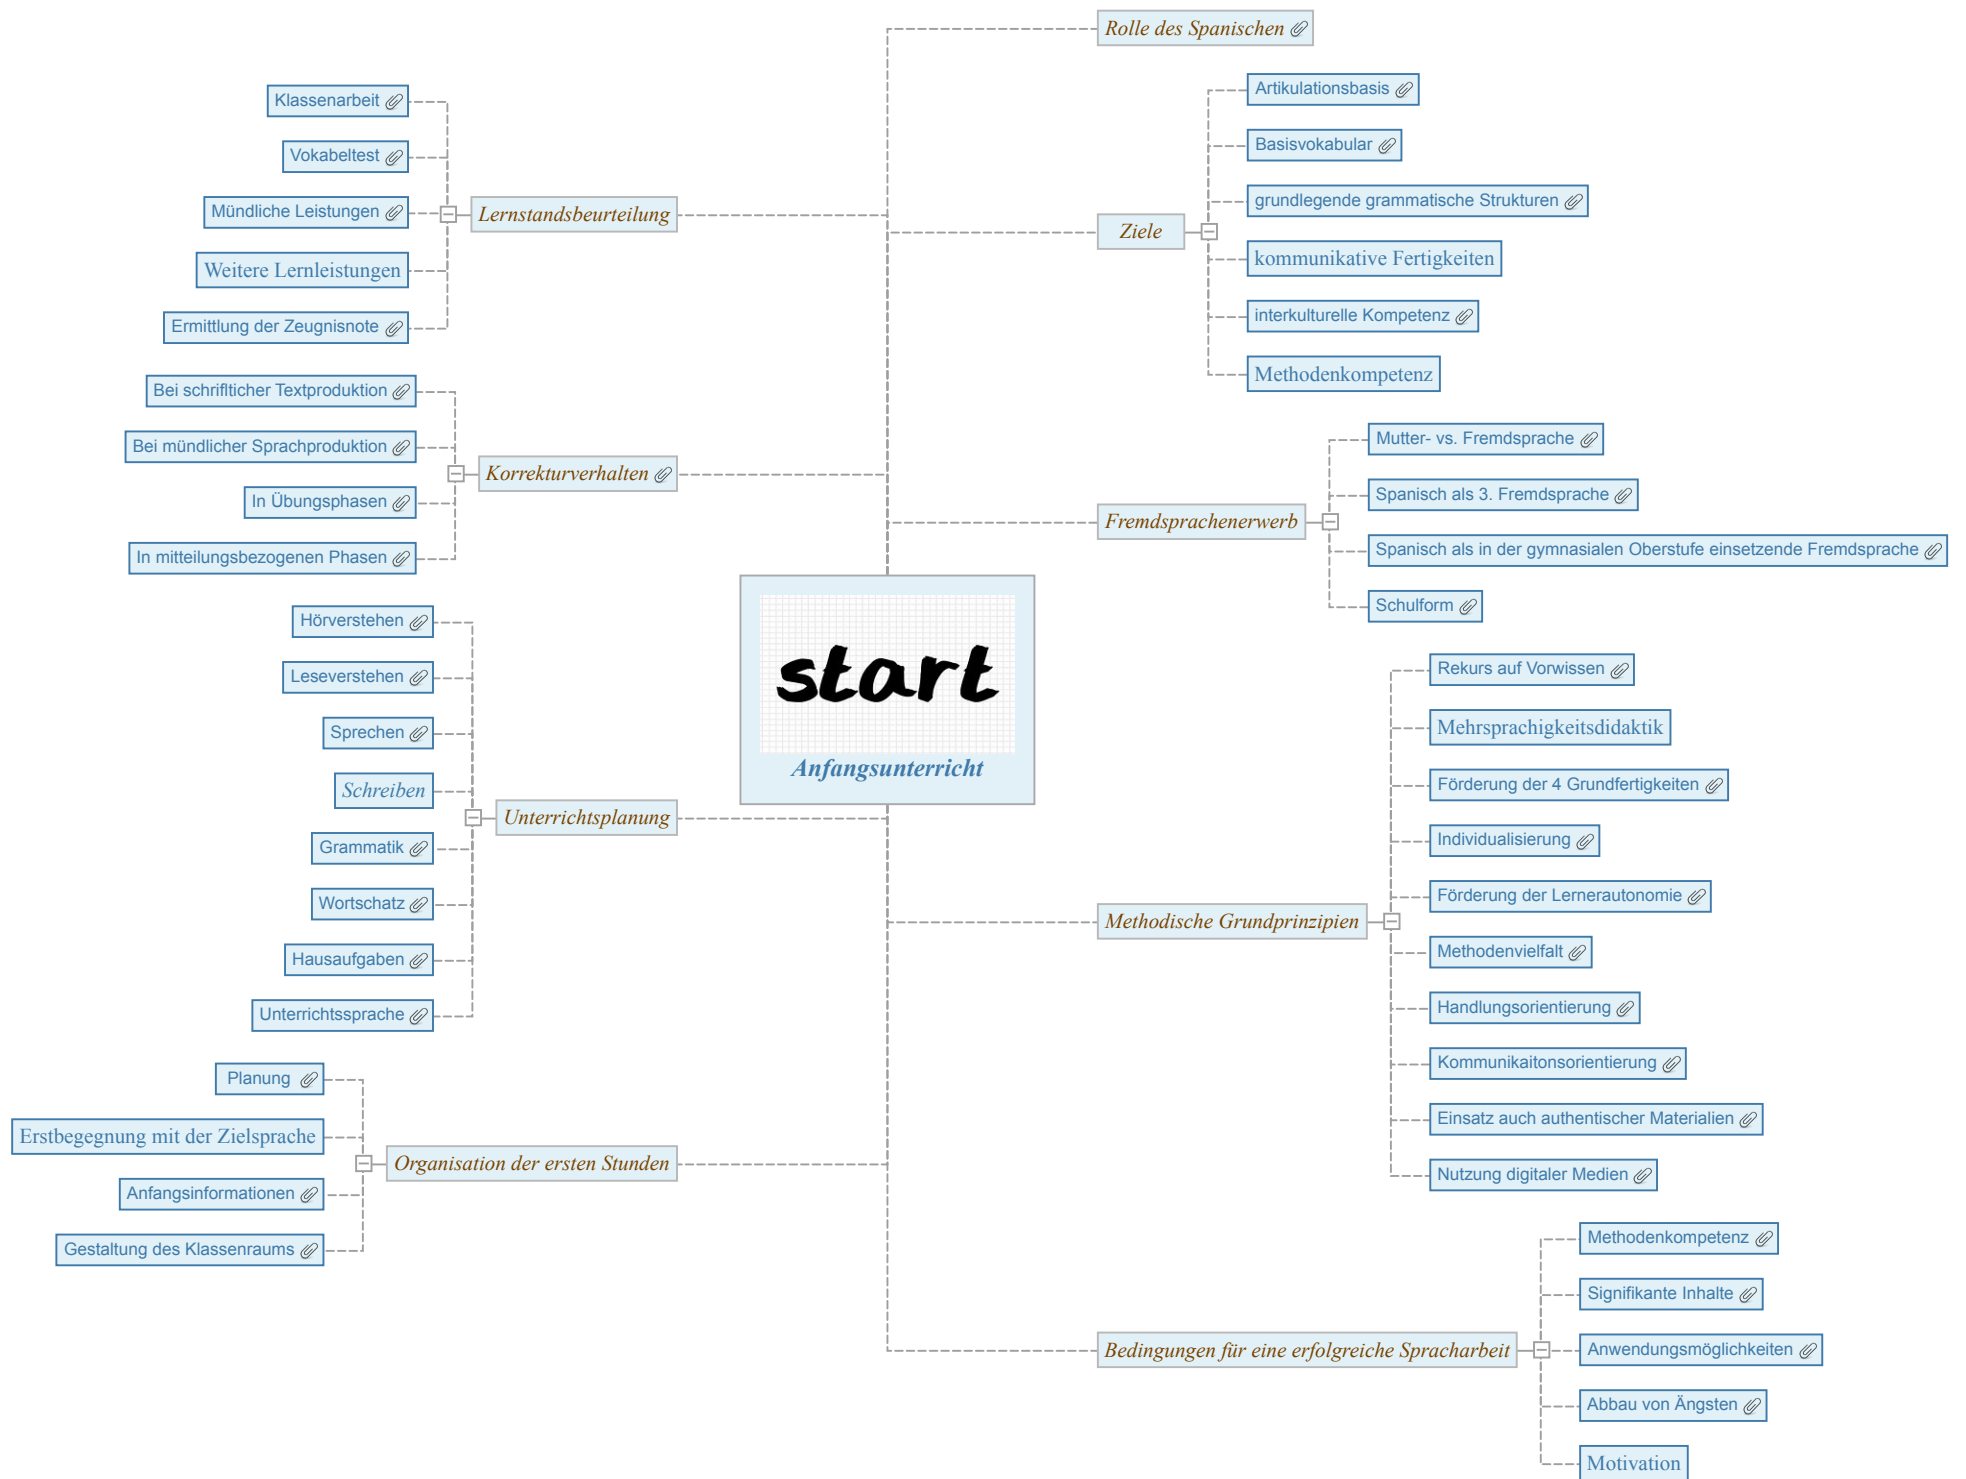 Rolle des Spanischen
Klassenarbeit
Vokabeltest
Mündliche Leistungen
Weitere Lernleistungen
Ermittlung der Zeugnisnote
Lernstandsbeurteilung
Artikulationsbasis
Basisvokabular
grundlegende grammatische Strukturen
kommunikative Fertigkeiten
interkulturelle Kompetenz
Methodenkompetenz
Ziele
Bei schriflticher Textproduktion
Bei mündlicher Sprachproduktion
In Übungsphasen
In mitteilungsbezogenen Phasen
Korrekturverhalten
Fremdsprachenerwerb
Mutter- vs. Fremdsprache
Spanisch als 3. Fremdsprache
Spanisch als in der gymnasialen Oberstufe einsetzende Fremdsprache
Schulform
start
Anfangsunterricht
Hörverstehen
Leseverstehen
Sprechen
Schreiben
Grammatik
Wortschatz
Hausaufgaben
Unterrichtssprache
Unterrichtsplanung
Methodische Grundprinzipien
Rekurs auf Vorwissen
Mehrsprachigkeitsdidaktik
Förderung der 4 Grundfertigkeiten
Individualisierung
Förderung der Lernerautonomie
Methodenvielfalt
Handlungsorientierung
Kommunikaitonsorientierung
Einsatz auch authentischer Materialien
Nutzung digitaler Medien
Planung
Erstbegegnung mit der Zielsprache
Anfangsinformationen
Gestaltung des Klassenraums
Organisation der ersten Stunden
Bedingungen für eine erfolgreiche Spracharbeit
Methodenkompetenz
Signifikante Inhalte
Anwendungsmöglichkeiten
Abbau von Ängsten
Motivation